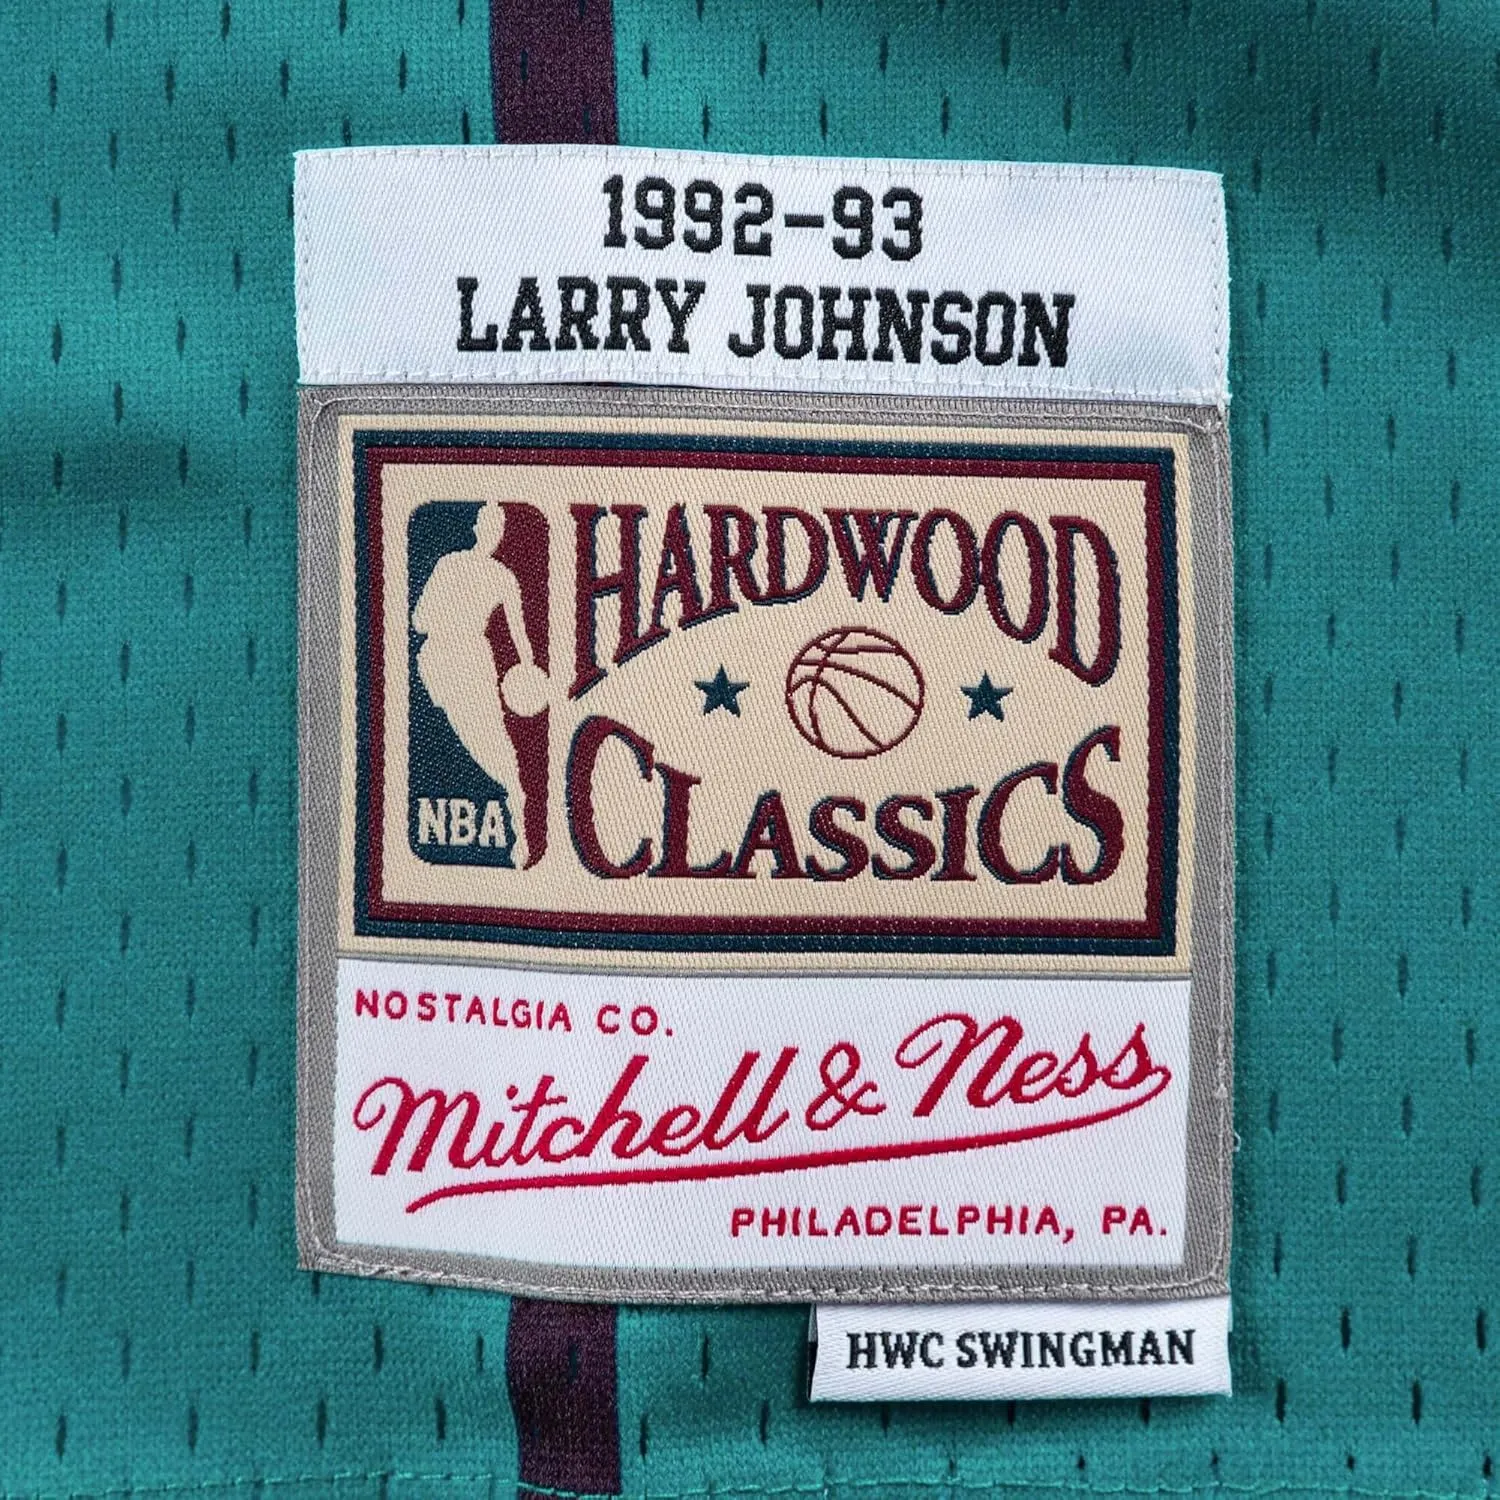 1992-93
LARRY JOHNSON
HARDWOOD
CLASSICS
NBA
NOSTALGIA CO.
Mitchell & Ness
PHILADELPHIA, PA.
HWC SWINGMAN